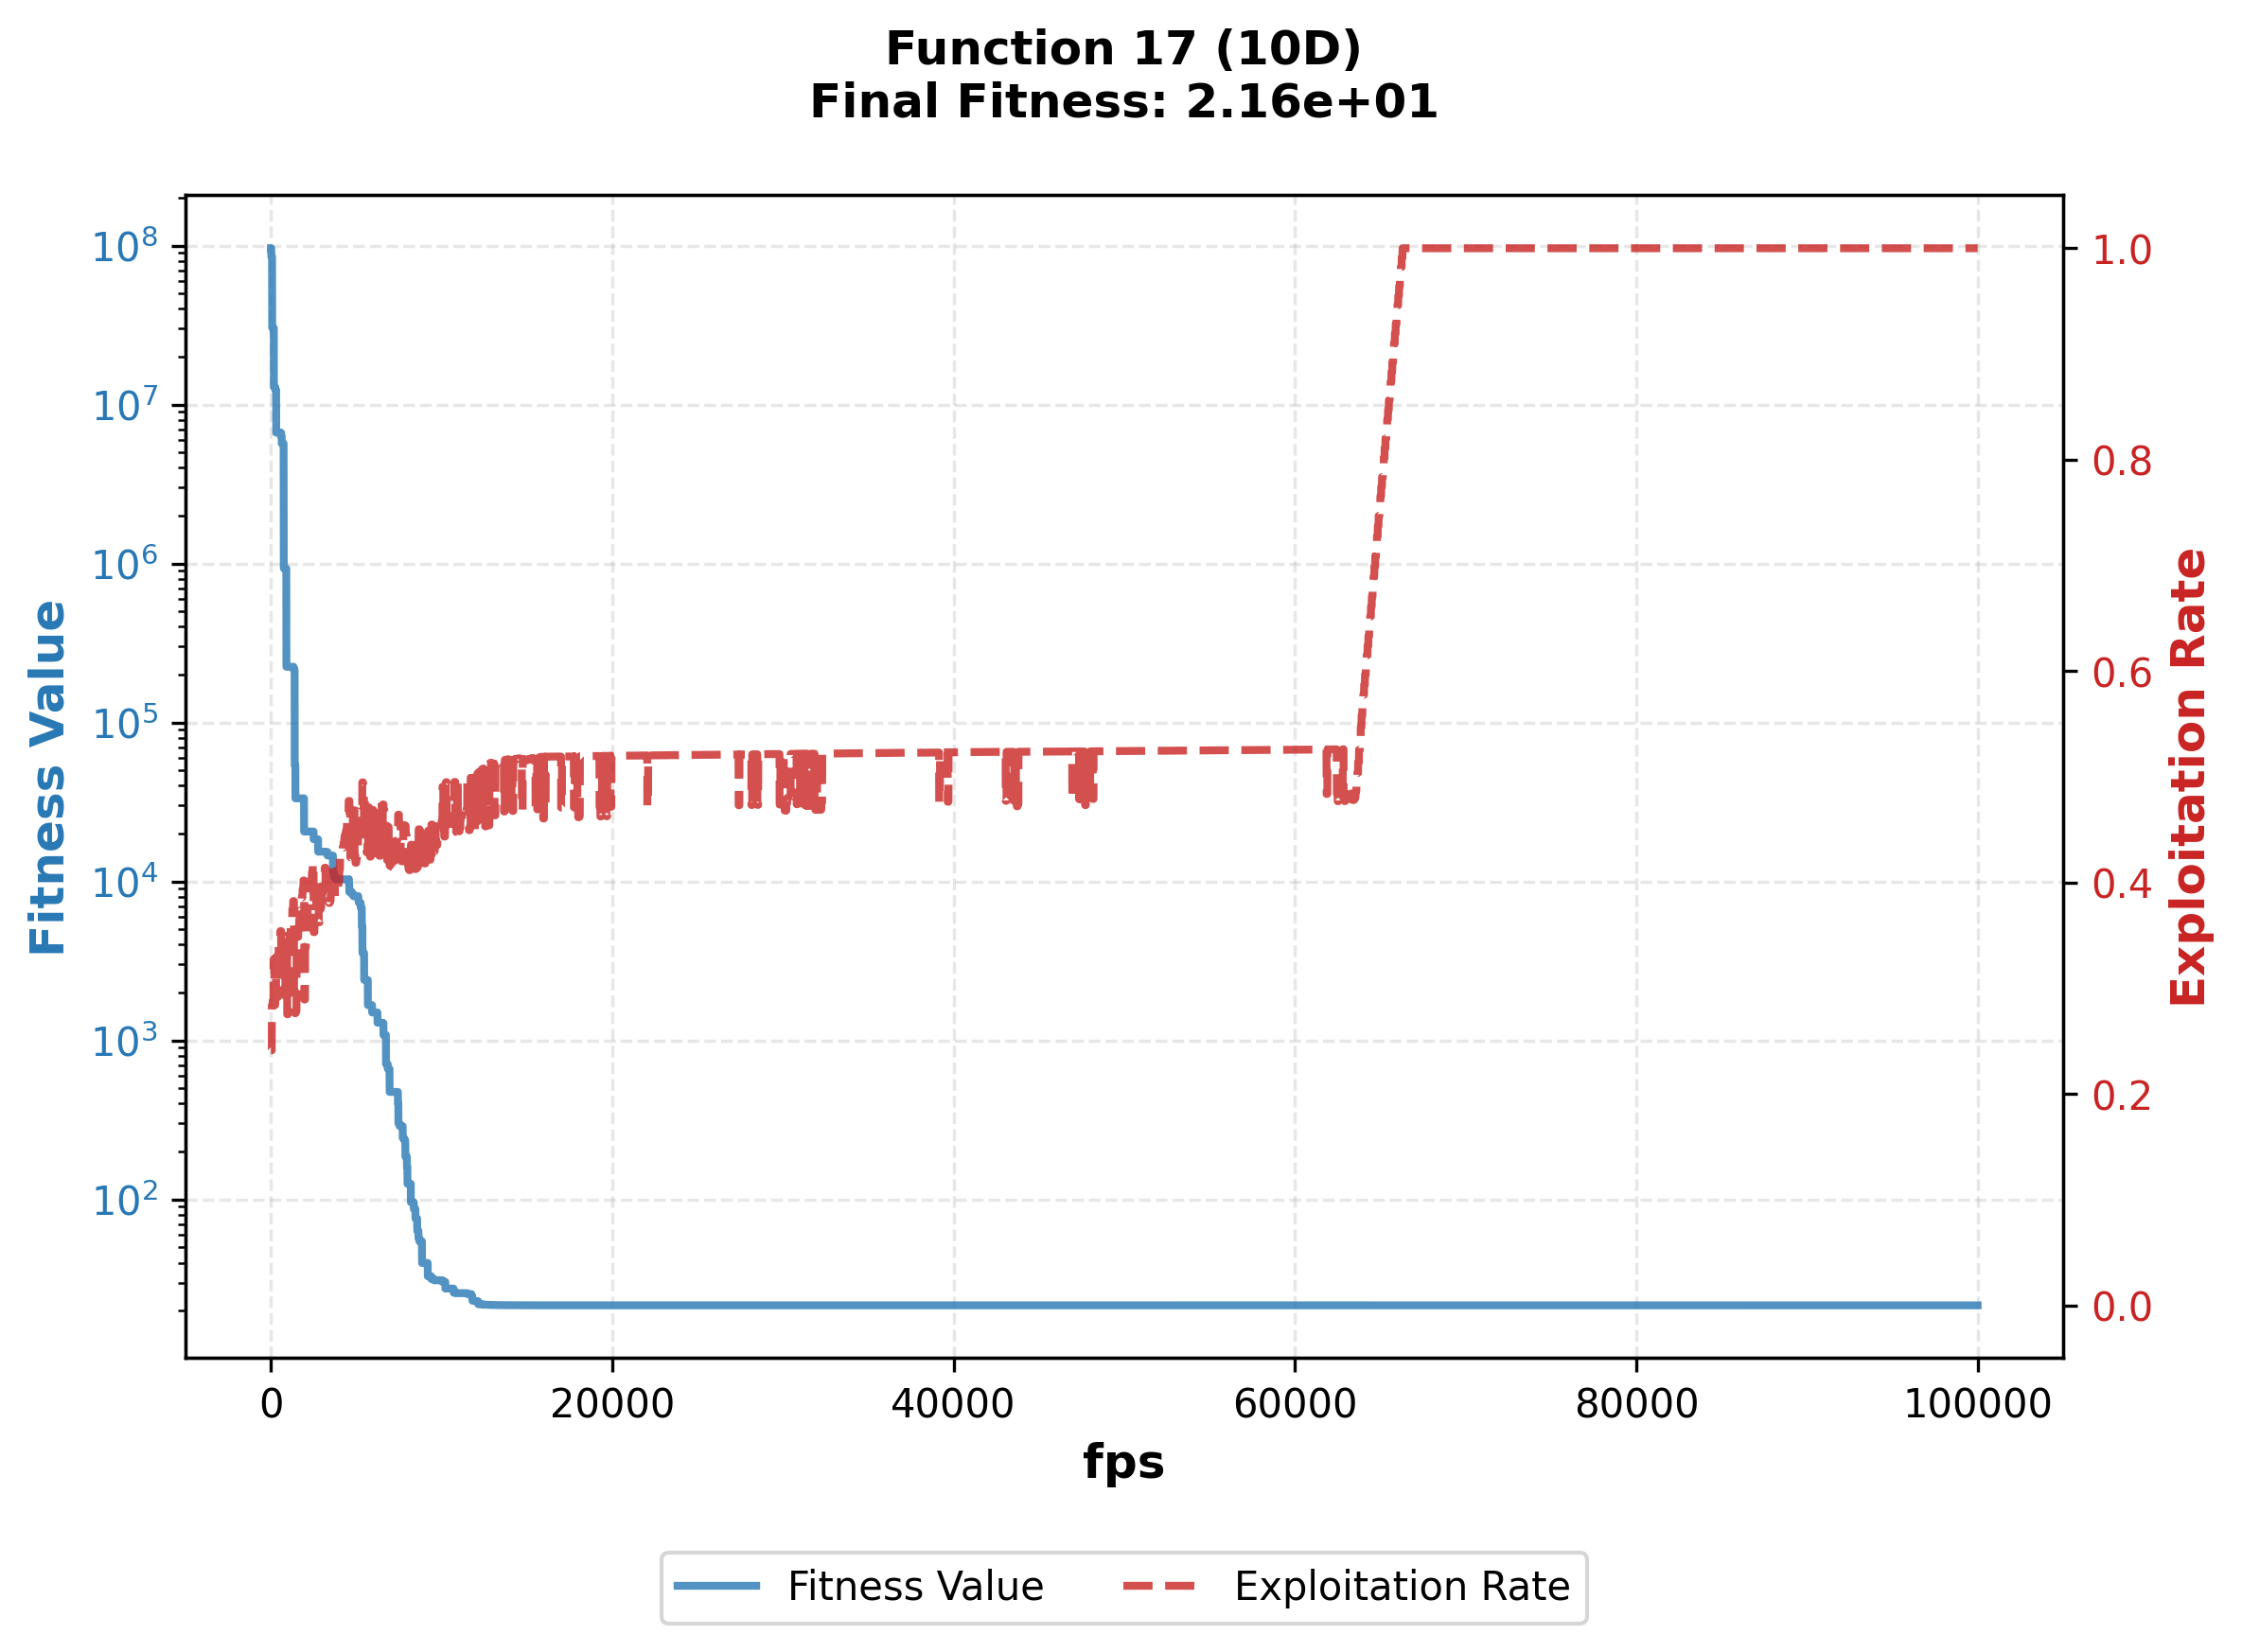 Function 17 (10D)
Final Fitness: 2.16e+01
Fitness Value
10^8
10^7
10^6
10^5
10^4
10^3
10^2
1.0
0.8
0.6
0.4
0.2
0.0
Exploitation Rate
0 20000 40000 60000 80000 100000
fps
Fitness Value Exploitation Rate